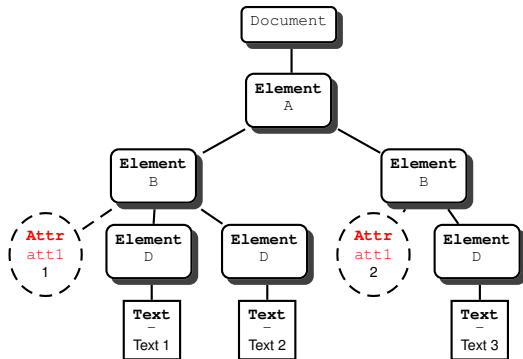 Document
Element
A
Element
B
Element
B
Attr
att1
1
Element
D
Element
D
Attr
att1
2
Element
D
Text
–
Text 1
Text
–
Text 2
Text
–
Text 3